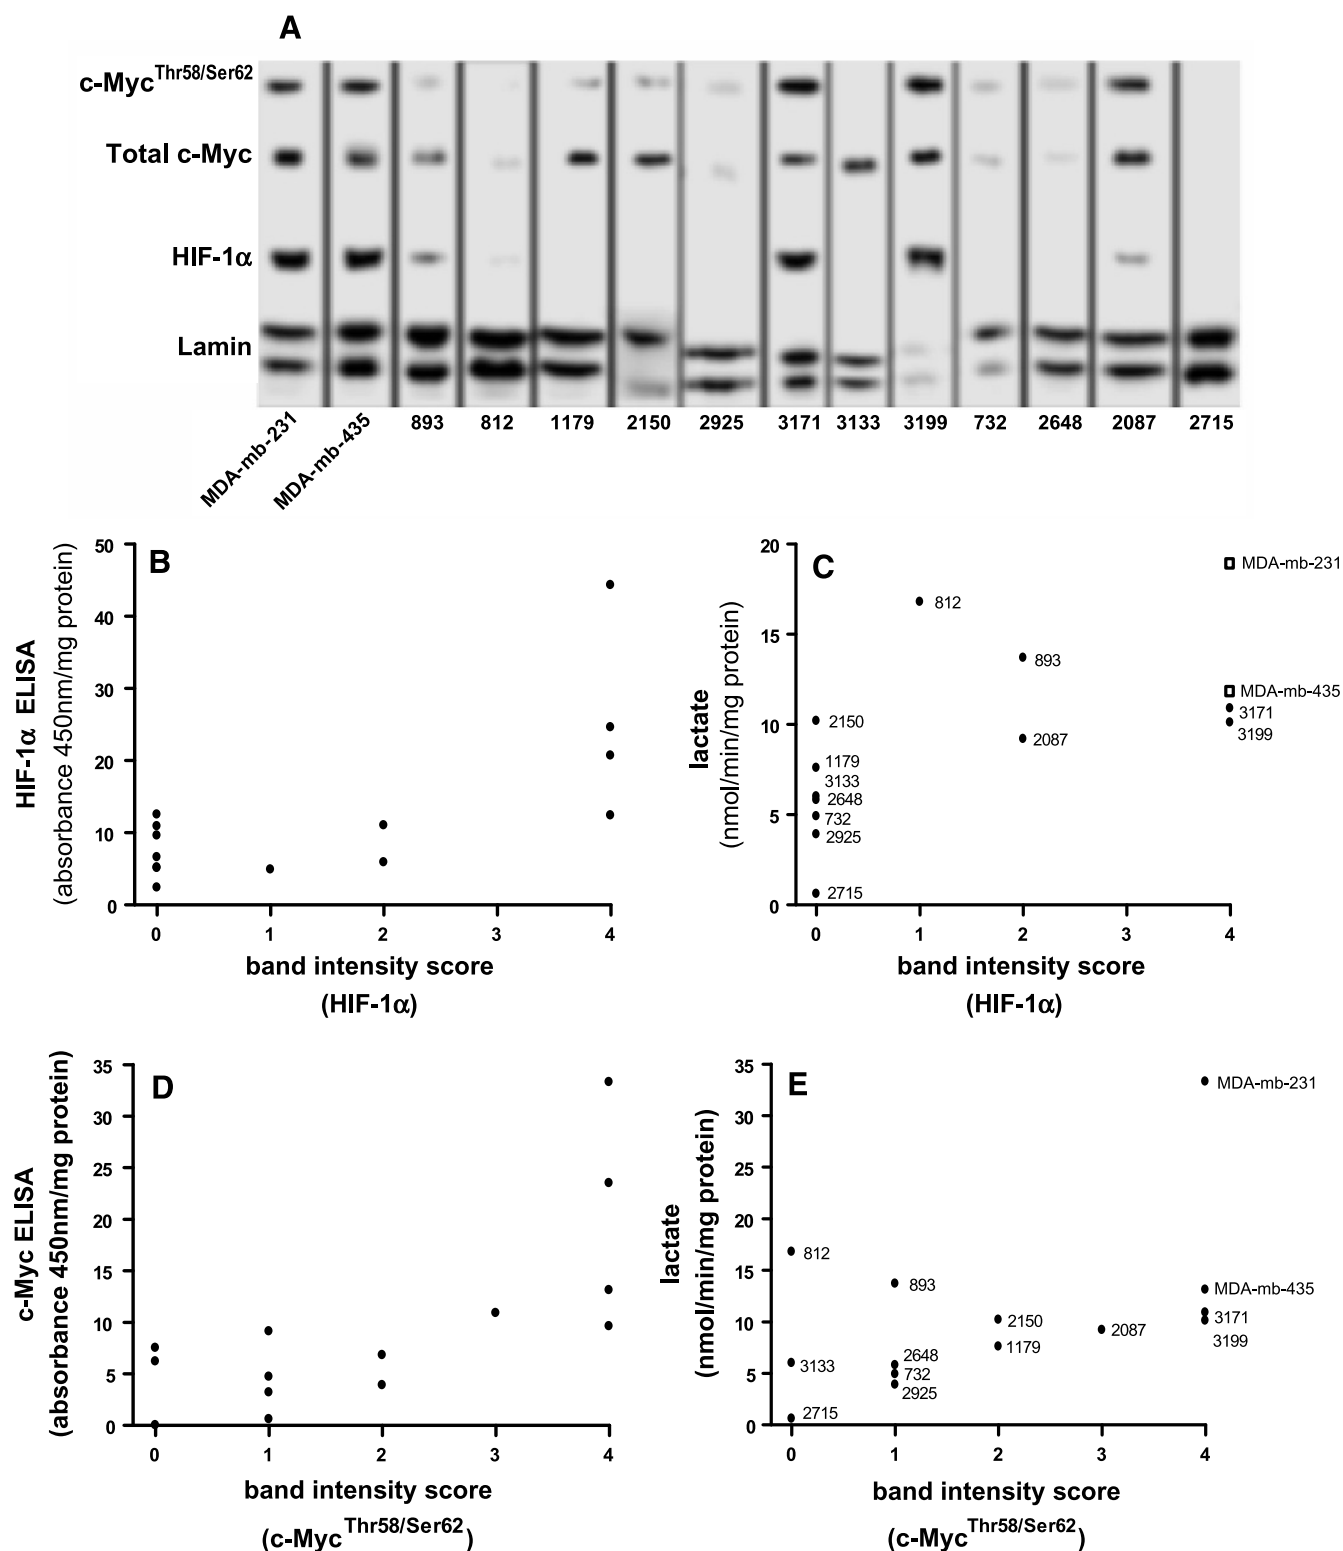 A
c-Myc^Thr58/Ser62
Total c-Myc
HIF-1α
Lamin
MDA-mb-231 MDA-mb-435 893 812 1179 2150 2925 3171 3133 3199 732 2648 2087 2715
B
HIF-1α ELISA
(absorbance 450nm/mg protein)
50
40
30
20
10
0
0 1 2 3 4
band intensity score
(HIF-1α)
C
lactate
(nmol/min/mg protein)
20
15
10
5
0
MDA-mb-231
812
893
MDA-mb-435
3171
3199
2150
2087
1179
3133
2648
732
2925
2715
0 1 2 3 4
band intensity score
(HIF-1α)
D
c-Myc ELISA
(absorbance 450nm/mg protein)
35
30
25
20
15
10
5
0
0 1 2 3 4
band intensity score
(c-Myc^Thr58/Ser62)
E
lactate
(nmol/min/mg protein)
35
30
25
20
15
10
5
0
MDA-mb-231
812
893
MDA-mb-435
3171
3199
2150
2087
1179
2648
3133
732
2925
2715
0 1 2 3 4
band intensity score
(c-Myc^Thr58/Ser62)